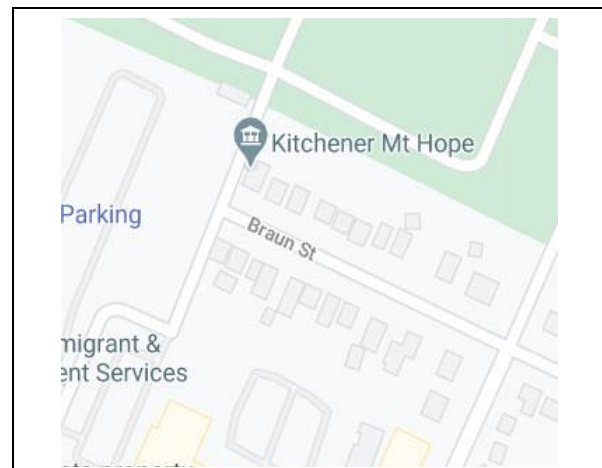 Kitchener Mt Hope
Parking
Braun St
migrant &
ent Services